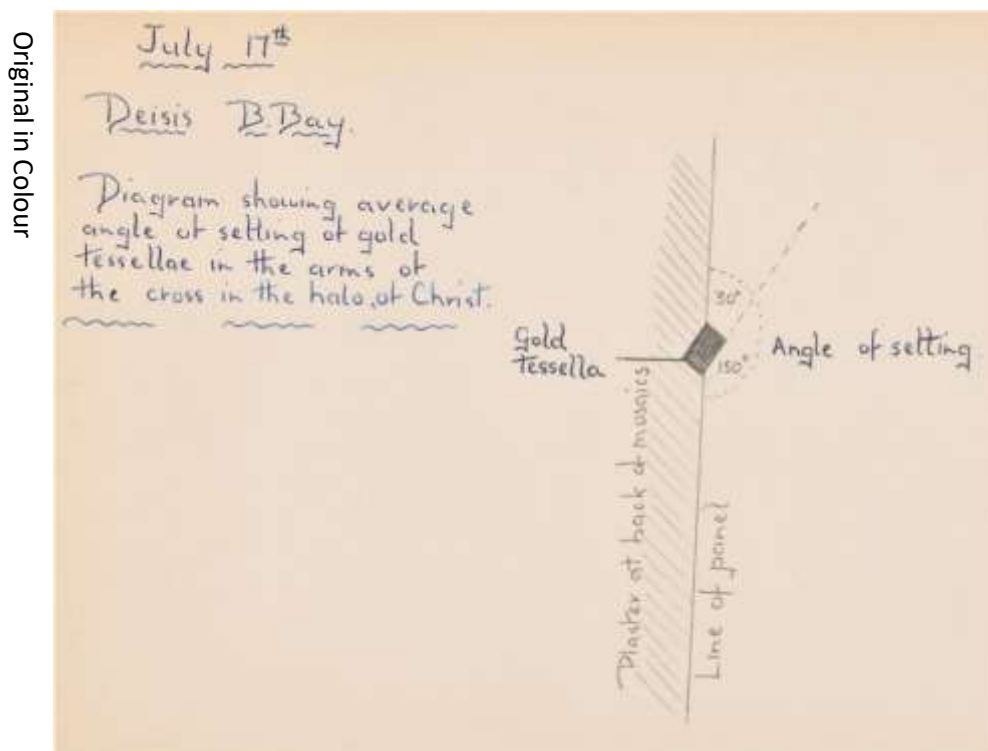 Original in Colour
July 17th
Deisis B.Bay.
Diagram showing average
angle of setting of gold
tessellae in the arms of
the cross in the halo, of Christ.
30°
Gold
tessella
150°
Angle of setting
Plaster at back of mosaics
Line of panel